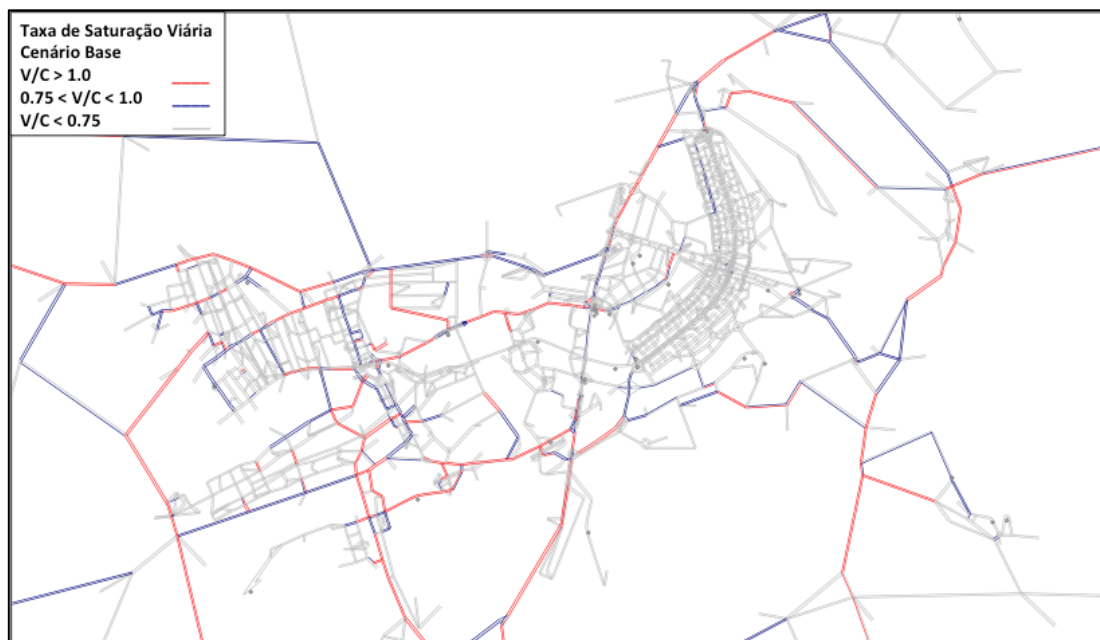 Taxa de Saturação Viária
Cenário Base
V/C > 1.0
0.75 < V/C < 1.0
V/C < 0.75